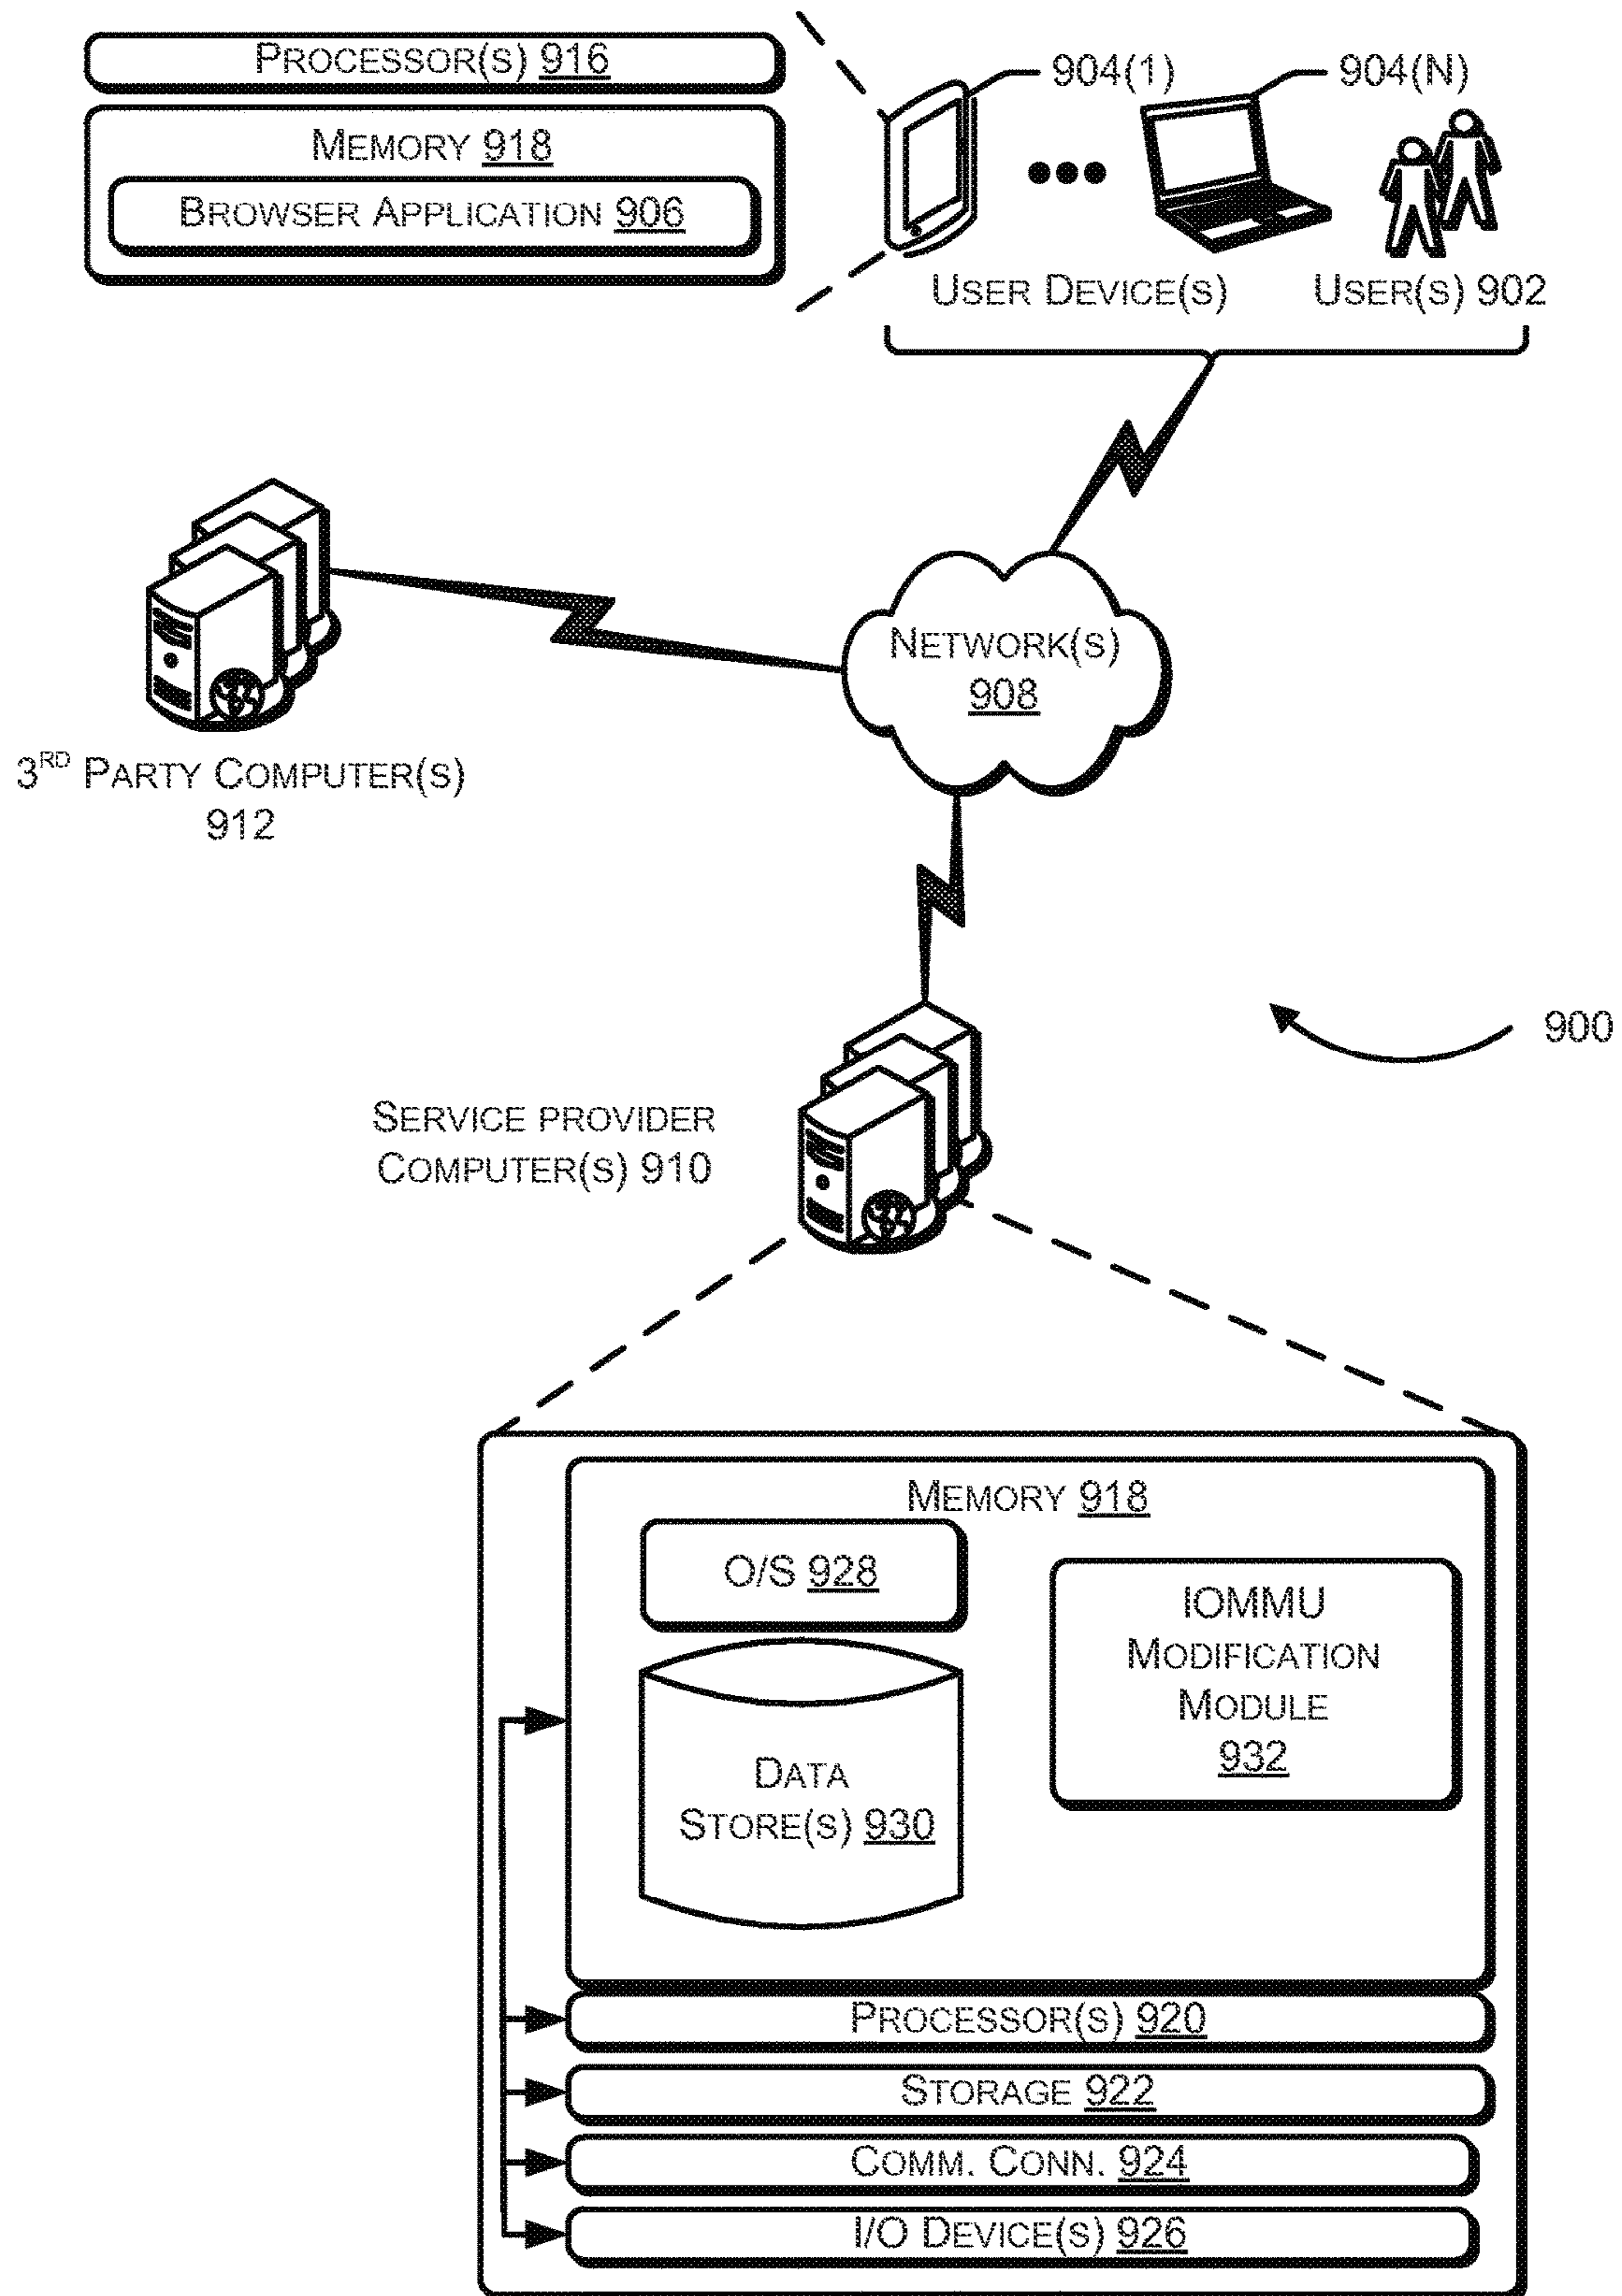 PROCESSOR(S) 916
MEMORY 918
BROWSER APPLICATION 906
904(1)
904(N)
USER DEVICE(S)
USER(S) 902
NETWORK(S)
908
3RD PARTY COMPUTER(S)
912
900
SERVICE PROVIDER
COMPUTER(S) 910
MEMORY 918
O/S 928
IOMMU
MODIFICATION
MODULE
932
DATA
STORE(S) 930
PROCESSOR(S) 920
STORAGE 922
COMM. CONN. 924
I/O DEVICE(S) 926